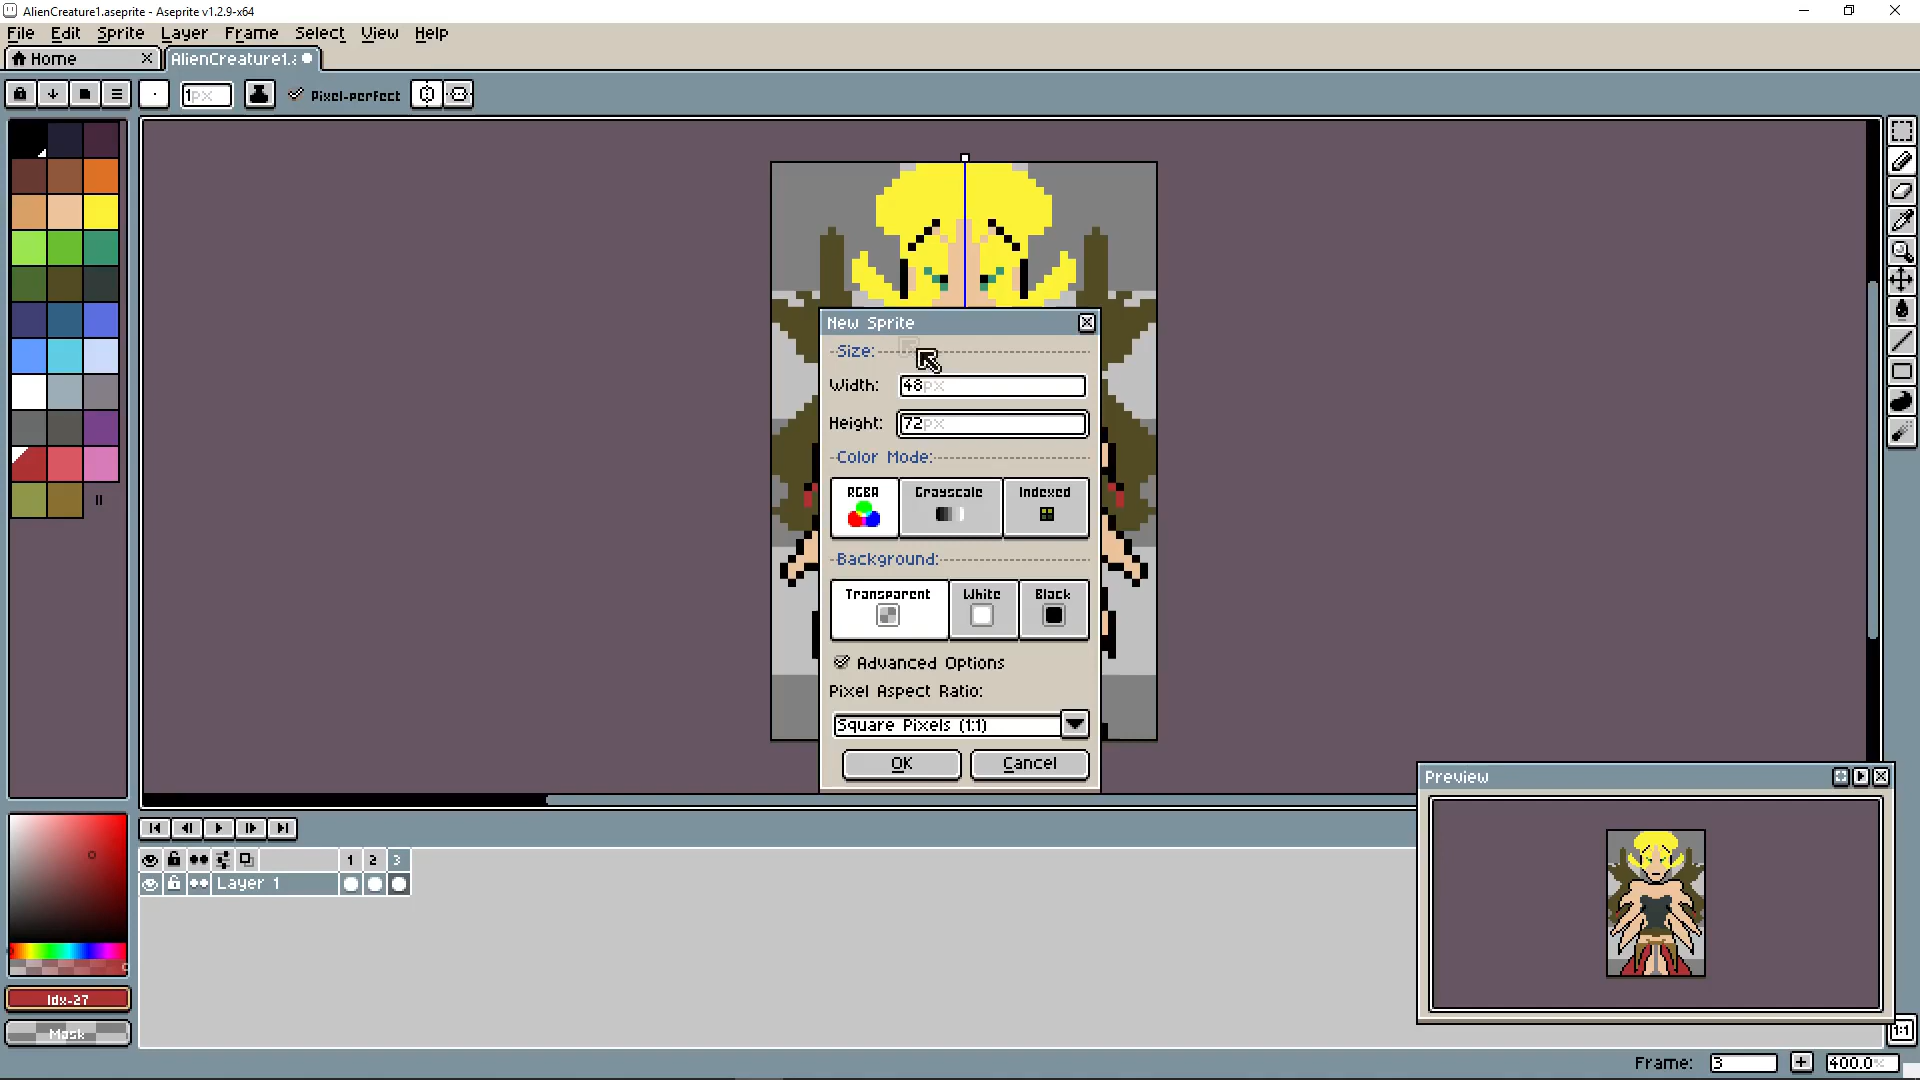 AlienCreature1.aseprite - Aseprite v1.2.9-x64
File Edit Sprite Layer Frame Select View Help
Home AlienCreature1.a
1px Pixel-perfect
New Sprite
Size:
Width: 48px
Height: 72px
Color Mode:
RGBA Grayscale Indexed
Background:
Transparent White Black
Advanced Options
Pixel Aspect Ratio:
Square Pixels (1:1)
OK Cancel
Preview
1 2 3
Layer 1
Idx-27
Mask
1:1
Frame: 3 + 400.0%